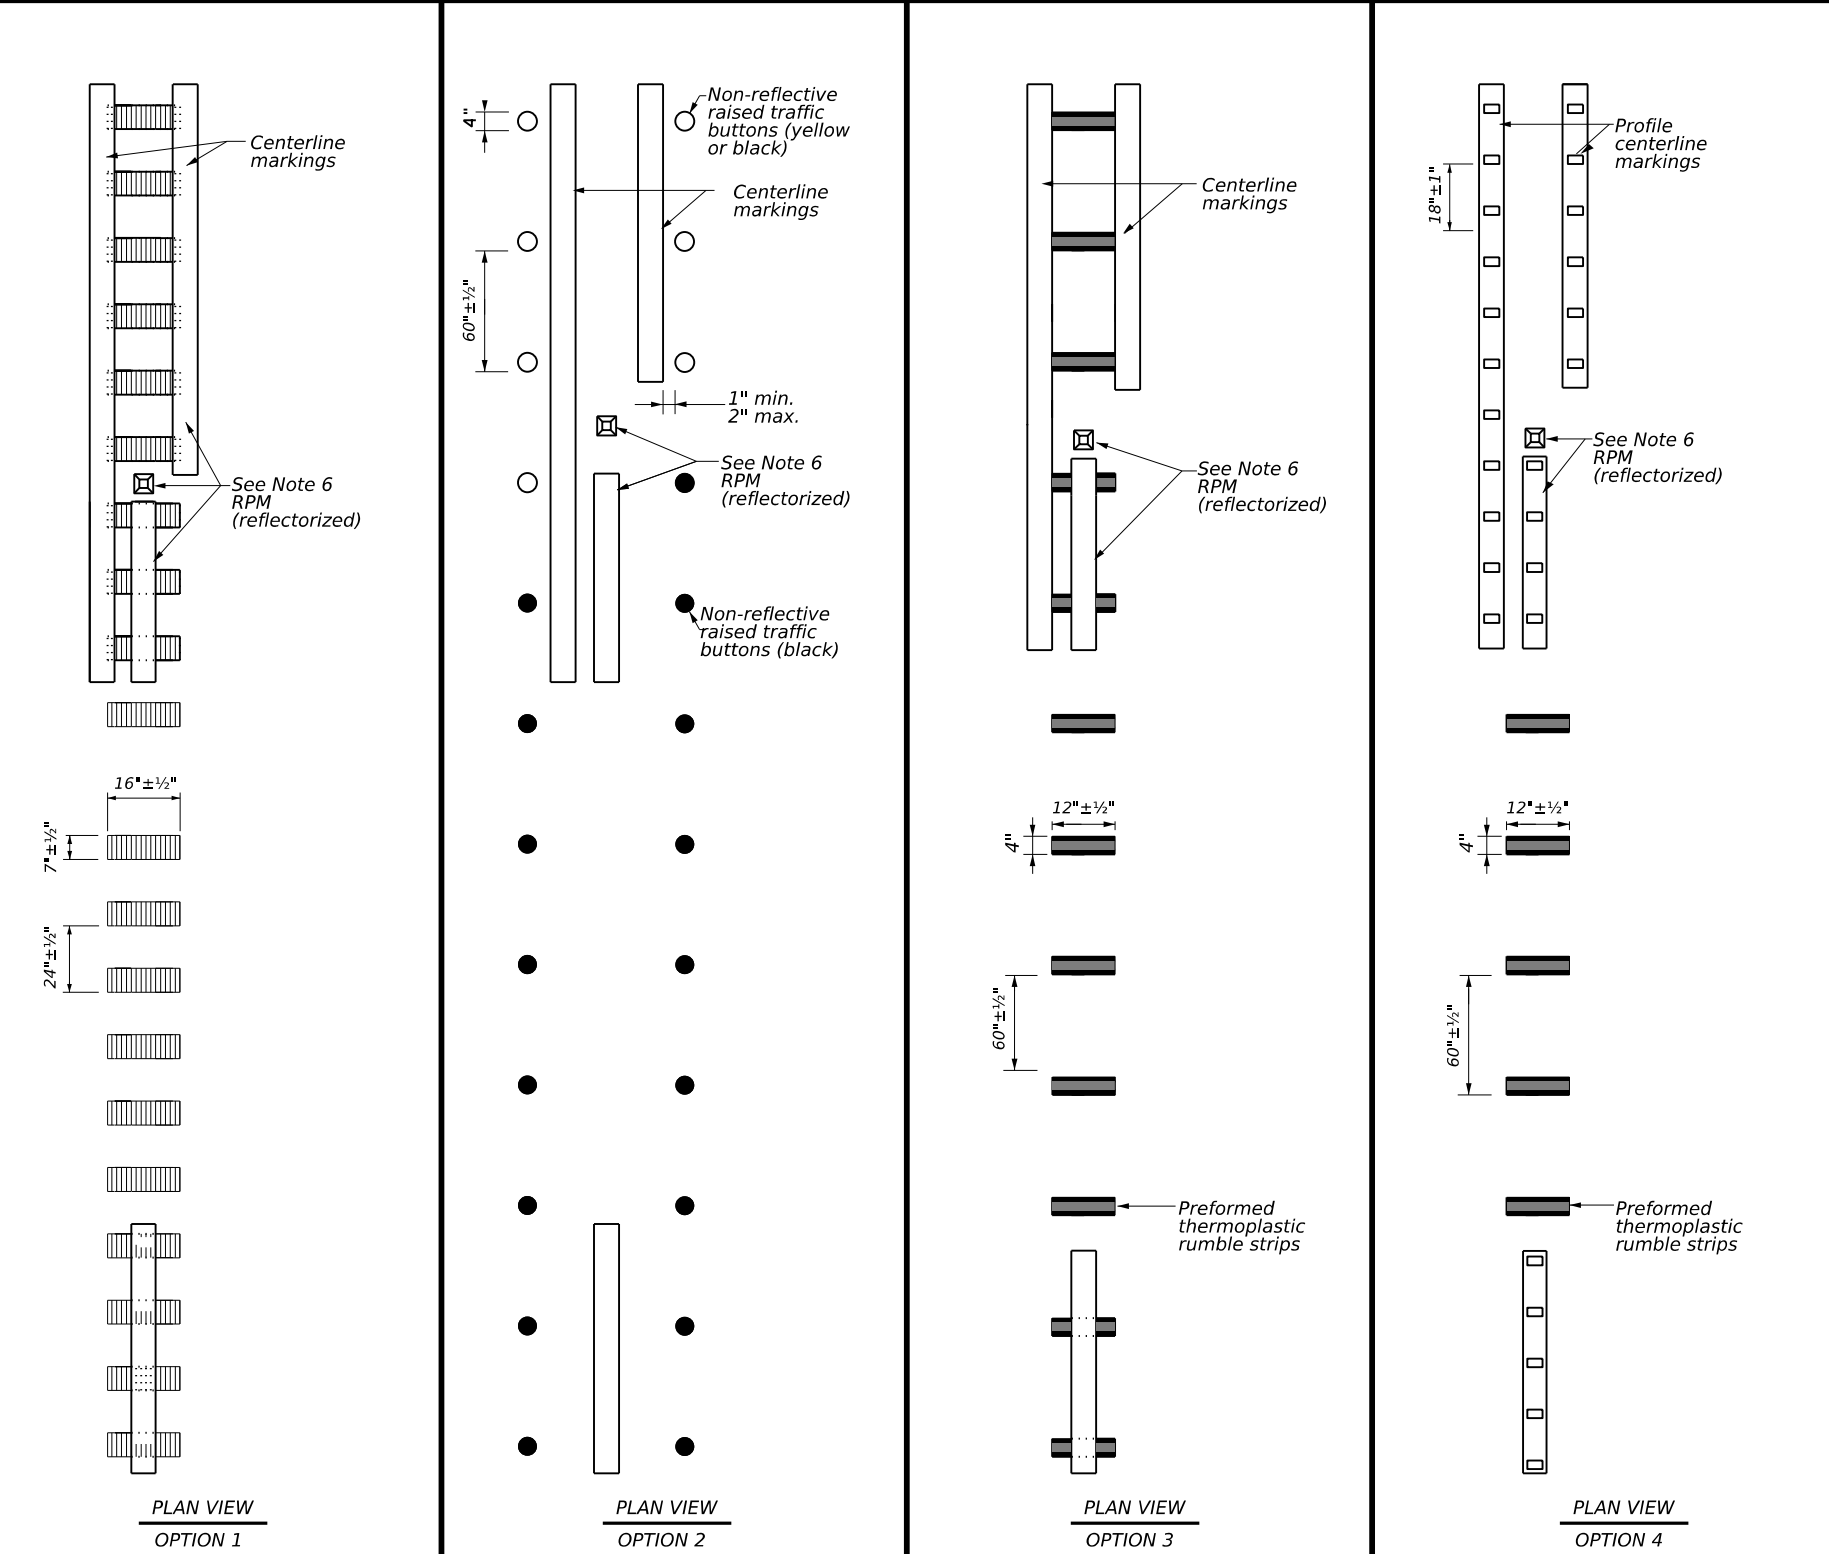 Centerline
markings
See Note 6
RPM
(reflectorized)
16"±½"
7"±½"
24"±½"
PLAN VIEW
OPTION 1
4"
Non-reflective
raised traffic
buttons (yellow
or black)
Centerline
markings
60"±½"
1" min.
2" max.
See Note 6
RPM
(reflectorized)
Non-reflective
raised traffic
buttons (black)
PLAN VIEW
OPTION 2
Centerline
markings
See Note 6
RPM
(reflectorized)
12"±½"
4"
60"±½"
Preformed
thermoplastic
rumble strips
PLAN VIEW
OPTION 3
Profile
centerline
markings
18"±1"
See Note 6
RPM
(reflectorized)
12"±½"
4"
60"±½"
Preformed
thermoplastic
rumble strips
PLAN VIEW
OPTION 4